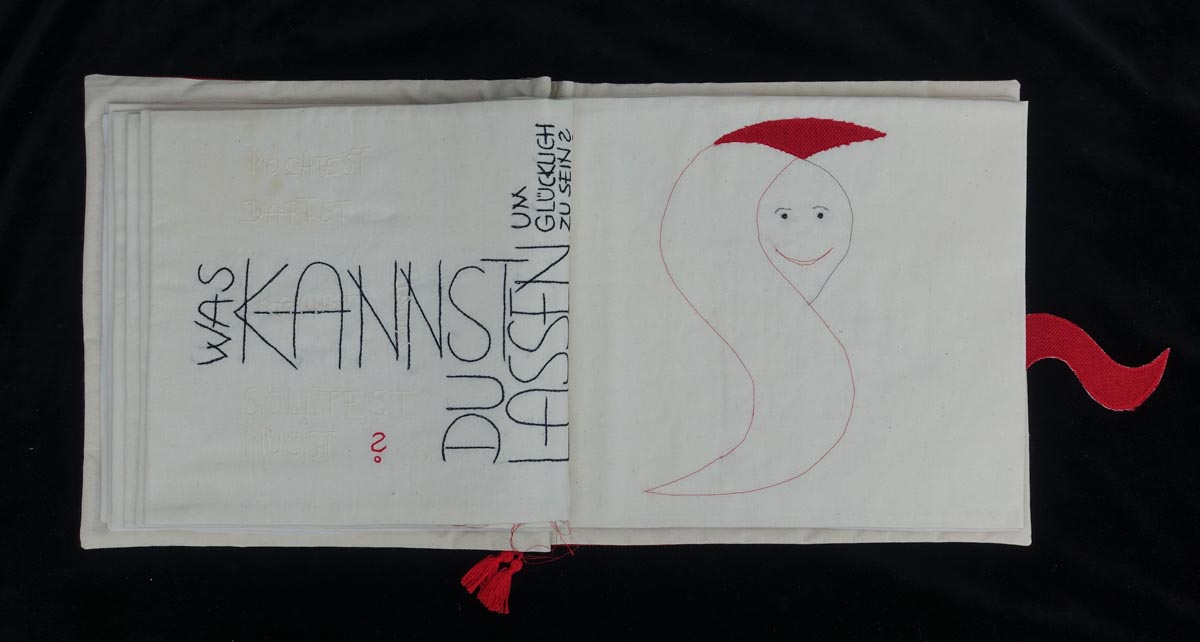 MÖCHTEST
DARFST
WAS
KANNST
SOLLTEST
MUSST
?
DU
LASSEN
UM
GLÜCKLICH
ZU SEIN?